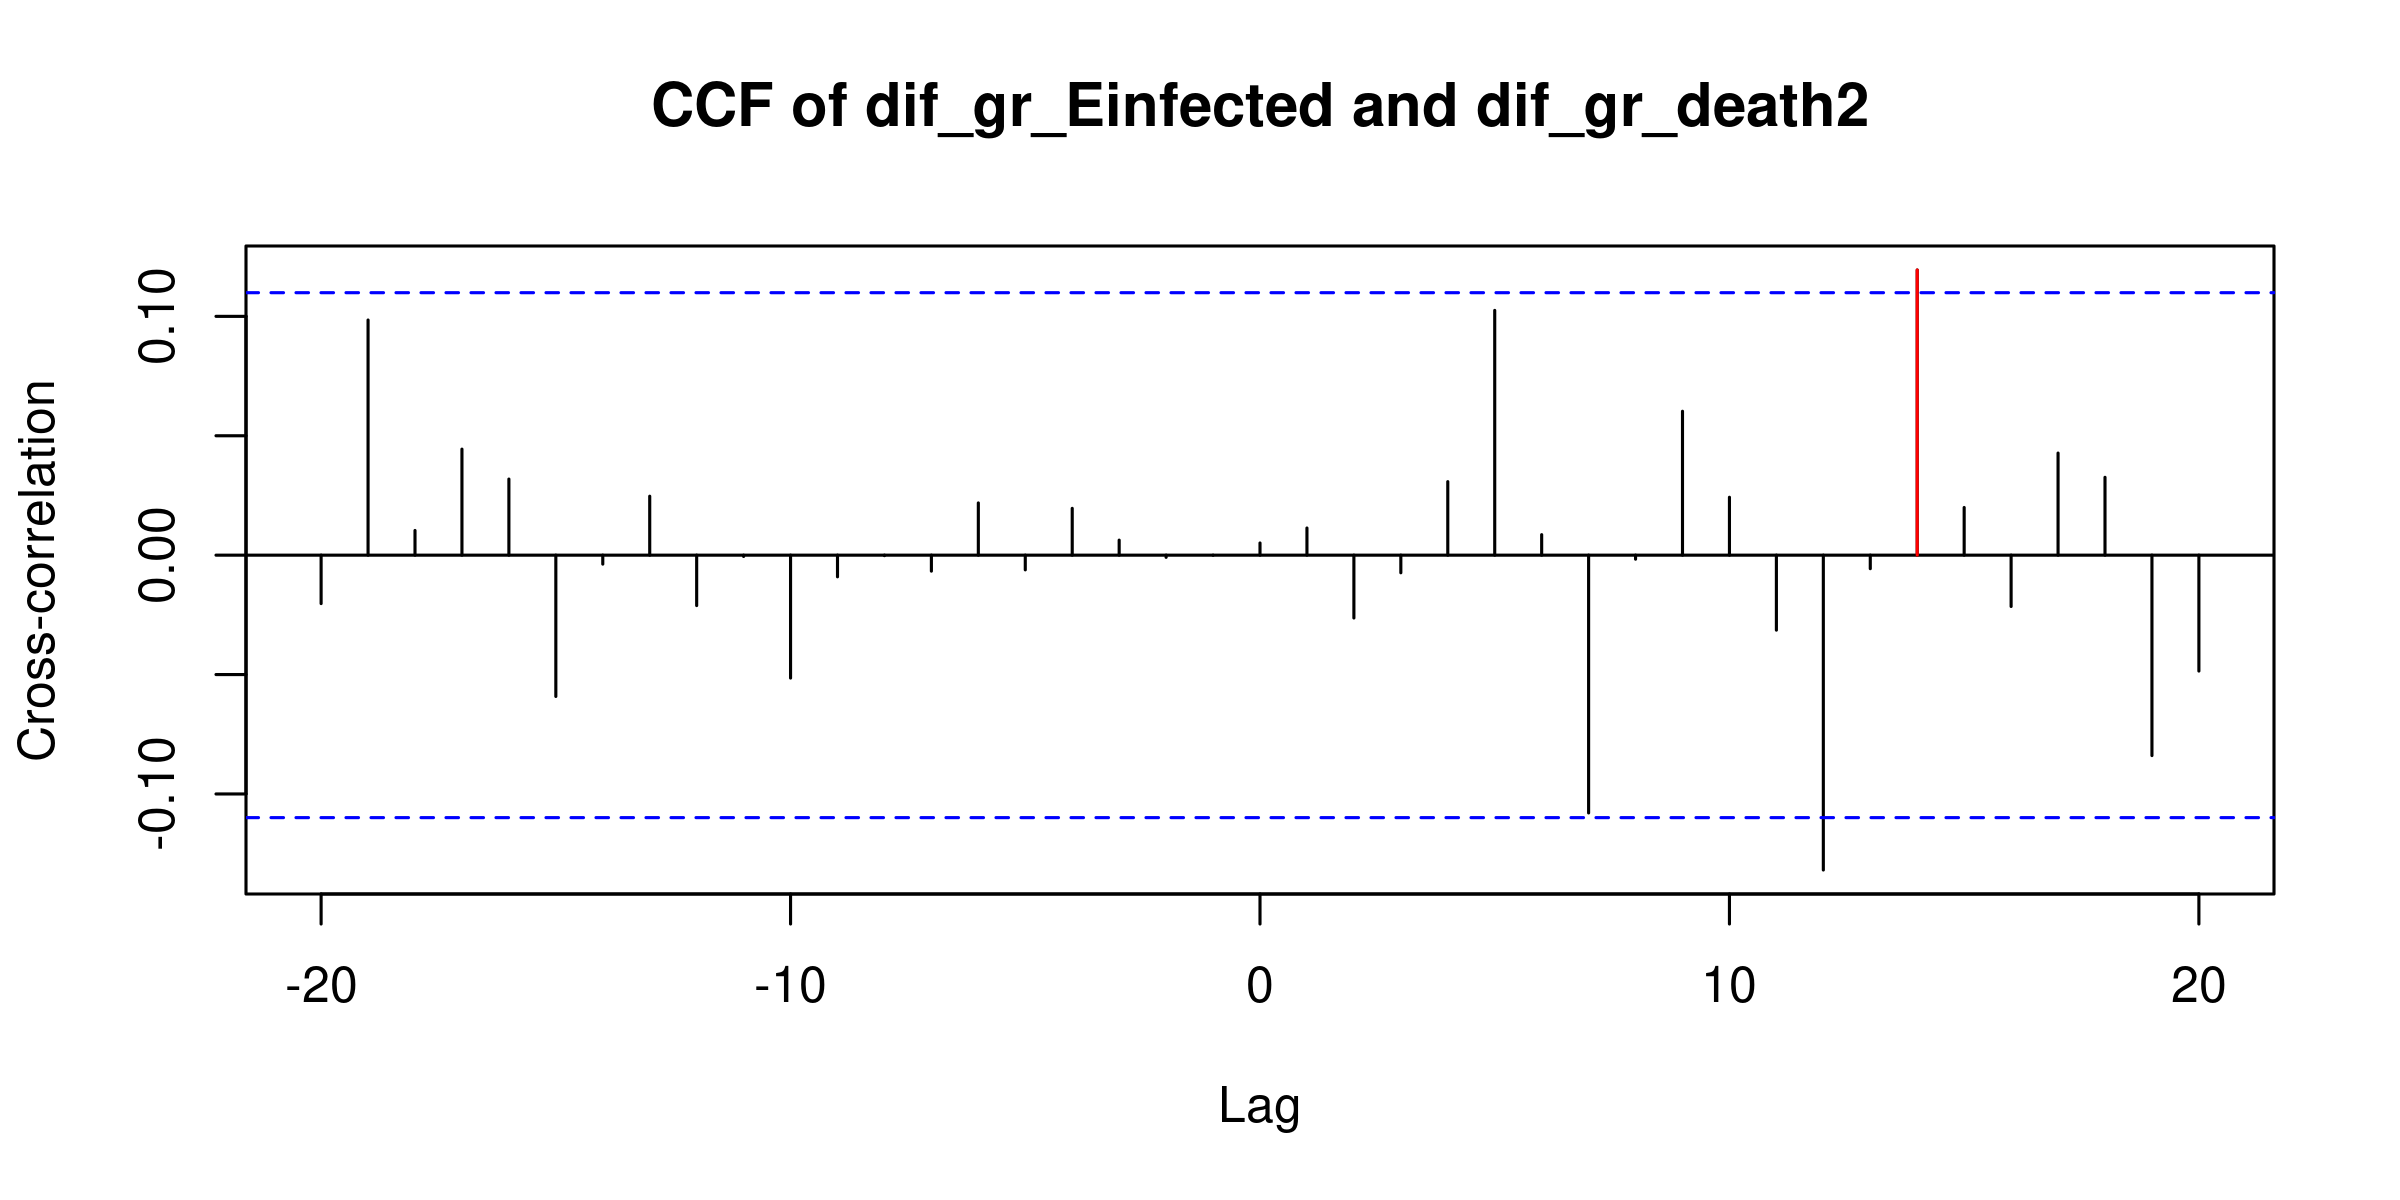 CCF of dif_gr_Einfected and dif_gr_death2
Cross-correlation
0.10
0.00
-0.10
-20
-10
0
10
20
Lag